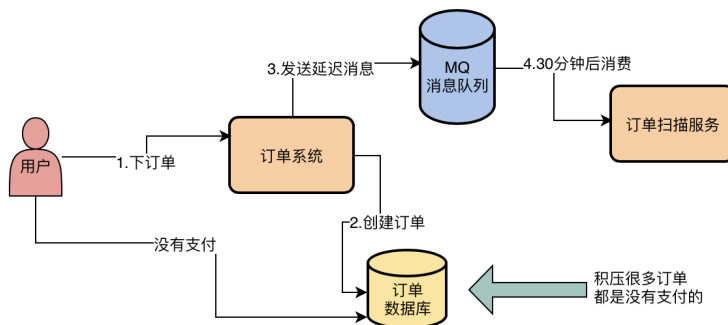 MQ
消息队列
3.发送延迟消息
4.30分钟后消费
订单扫描服务
用户
1.下订单
订单系统
2.创建订单
没有支付
订单
数据库
积压很多订单
都是没有支付的